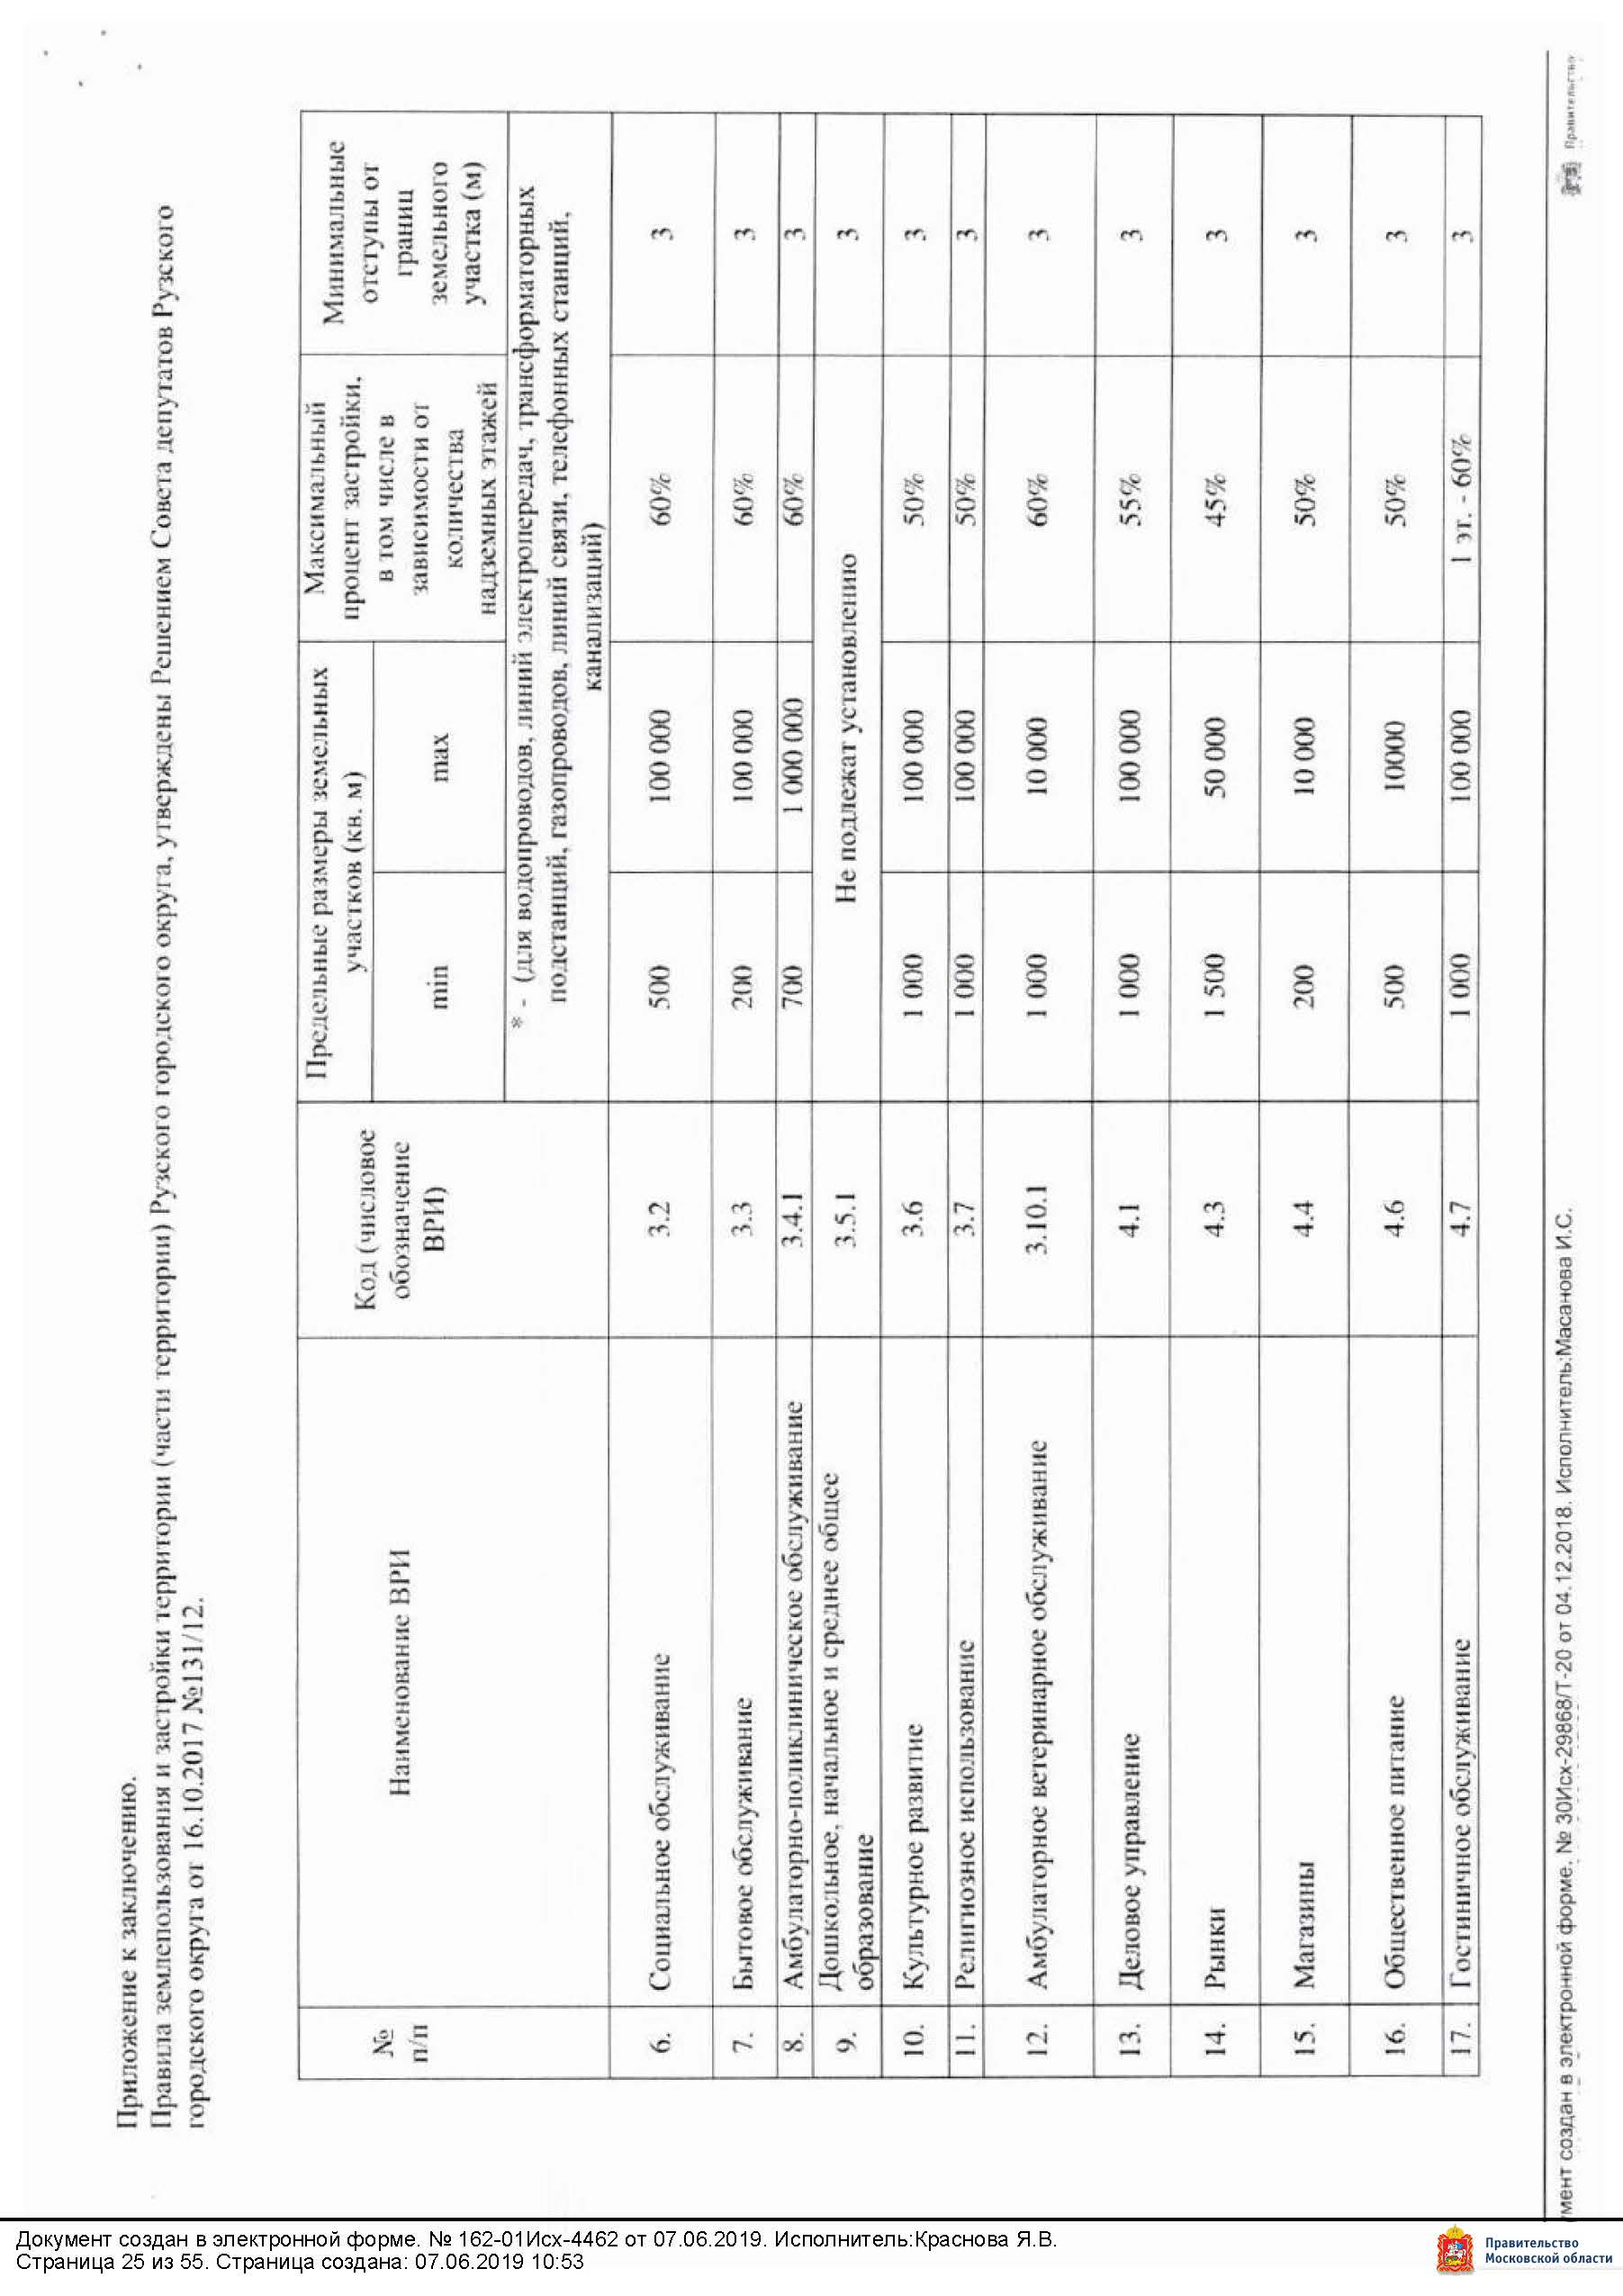 Приложение к заключению.
Правила землепользования и застройки территории (части территории) Рузского городского округа, утверждены Решением Совета депутатов Рузского
городского округа от 16.10.2017 №131/12.
№ п/п
Наименование ВРИ
Код (числовое
обозначение
ВРИ)
Предельные размеры земельных
участков (кв. м)
min
max
Максимальный
процент застройки,
в том числе в
зависимости от
количества
надземных этажей
Минимальные
отступы от
границ
земельного
участка (м)
* - (для водопроводов, линий электропередач, трансформаторных
подстанций, газопроводов, линий связи, телефонных станций,
канализаций)
6. Социальное обслуживание 3.2 500 100 000 60% 3
7. Бытовое обслуживание 3.3 200 100 000 60% 3
8. Амбулаторно-поликлиническое обслуживание 3.4.1 700 1 000 000 60% 3
9. Дошкольное, начальное и среднее общее
образование 3.5.1 Не подлежат установлению 3
10. Культурное развитие 3.6 1 000 100 000 50% 3
11. Религиозное использование 3.7 1 000 100 000 50% 3
12. Амбулаторное ветеринарное обслуживание 3.10.1 1 000 10 000 60% 3
13. Деловое управление 4.1 1 000 100 000 55% 3
14. Рынки 4.3 1 500 50 000 45% 3
15. Магазины 4.4 200 10 000 50% 3
16. Общественное питание 4.6 500 10000 50% 3
17. Гостиничное обслуживание 4.7 1 000 100 000 1 эт. - 60% 3
мент создан в электронной форме. № 30Исх-29868/Т-20 от 04.12.2018. Исполнитель:Масанова И.С.
Правительство
Документ создан в электронной форме. № 162-01Исх-4462 от 07.06.2019. Исполнитель:Краснова Я.В.
Страница 25 из 55. Страница создана: 07.06.2019 10:53
Правительство
Московской области